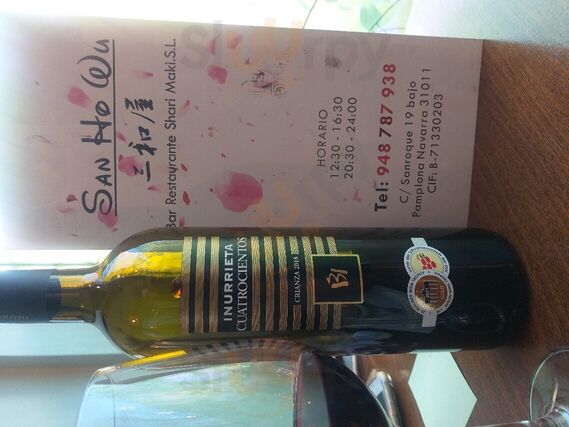 SAN HO WU
三和屋
Bar Restaurante Shari Maki.S.L.
HORARIO
12:30 - 16:30
20:30 - 24:00
Tel: 948 787 938
C/ Sanroque 19 bajo
Pamplona Navarra 31011
CIF: B-71330203
INURRIETA
CUATROCIENTOS
CRIANZA 2018